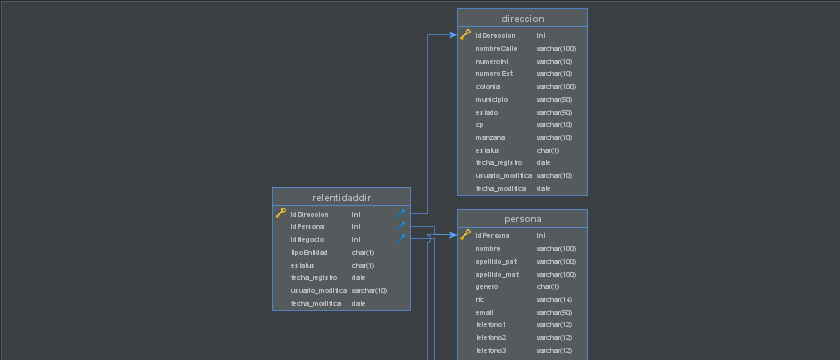 direccion
idDireccion int
nombreCalle varchar(100)
numeroInt varchar(10)
numeroExt varchar(10)
colonia varchar(100)
municipio varchar(50)
estado varchar(50)
cp varchar(10)
manzana varchar(10)
estatus char(1)
fecha_registro date
usuario_modifica varchar(10)
fecha_modifica date
relentidaddir
idDireccion int
idPersona int
idNegocio int
tipoEntidad char(1)
estatus char(1)
fecha_registro date
usuario_modifica varchar(10)
fecha_modifica date
persona
idPersona int
nombre varchar(100)
apellido_pat varchar(100)
apellido_mat varchar(100)
genero char(1)
rfc varchar(14)
email varchar(50)
telefono1 varchar(12)
telefono2 varchar(12)
telefono3 varchar(12)